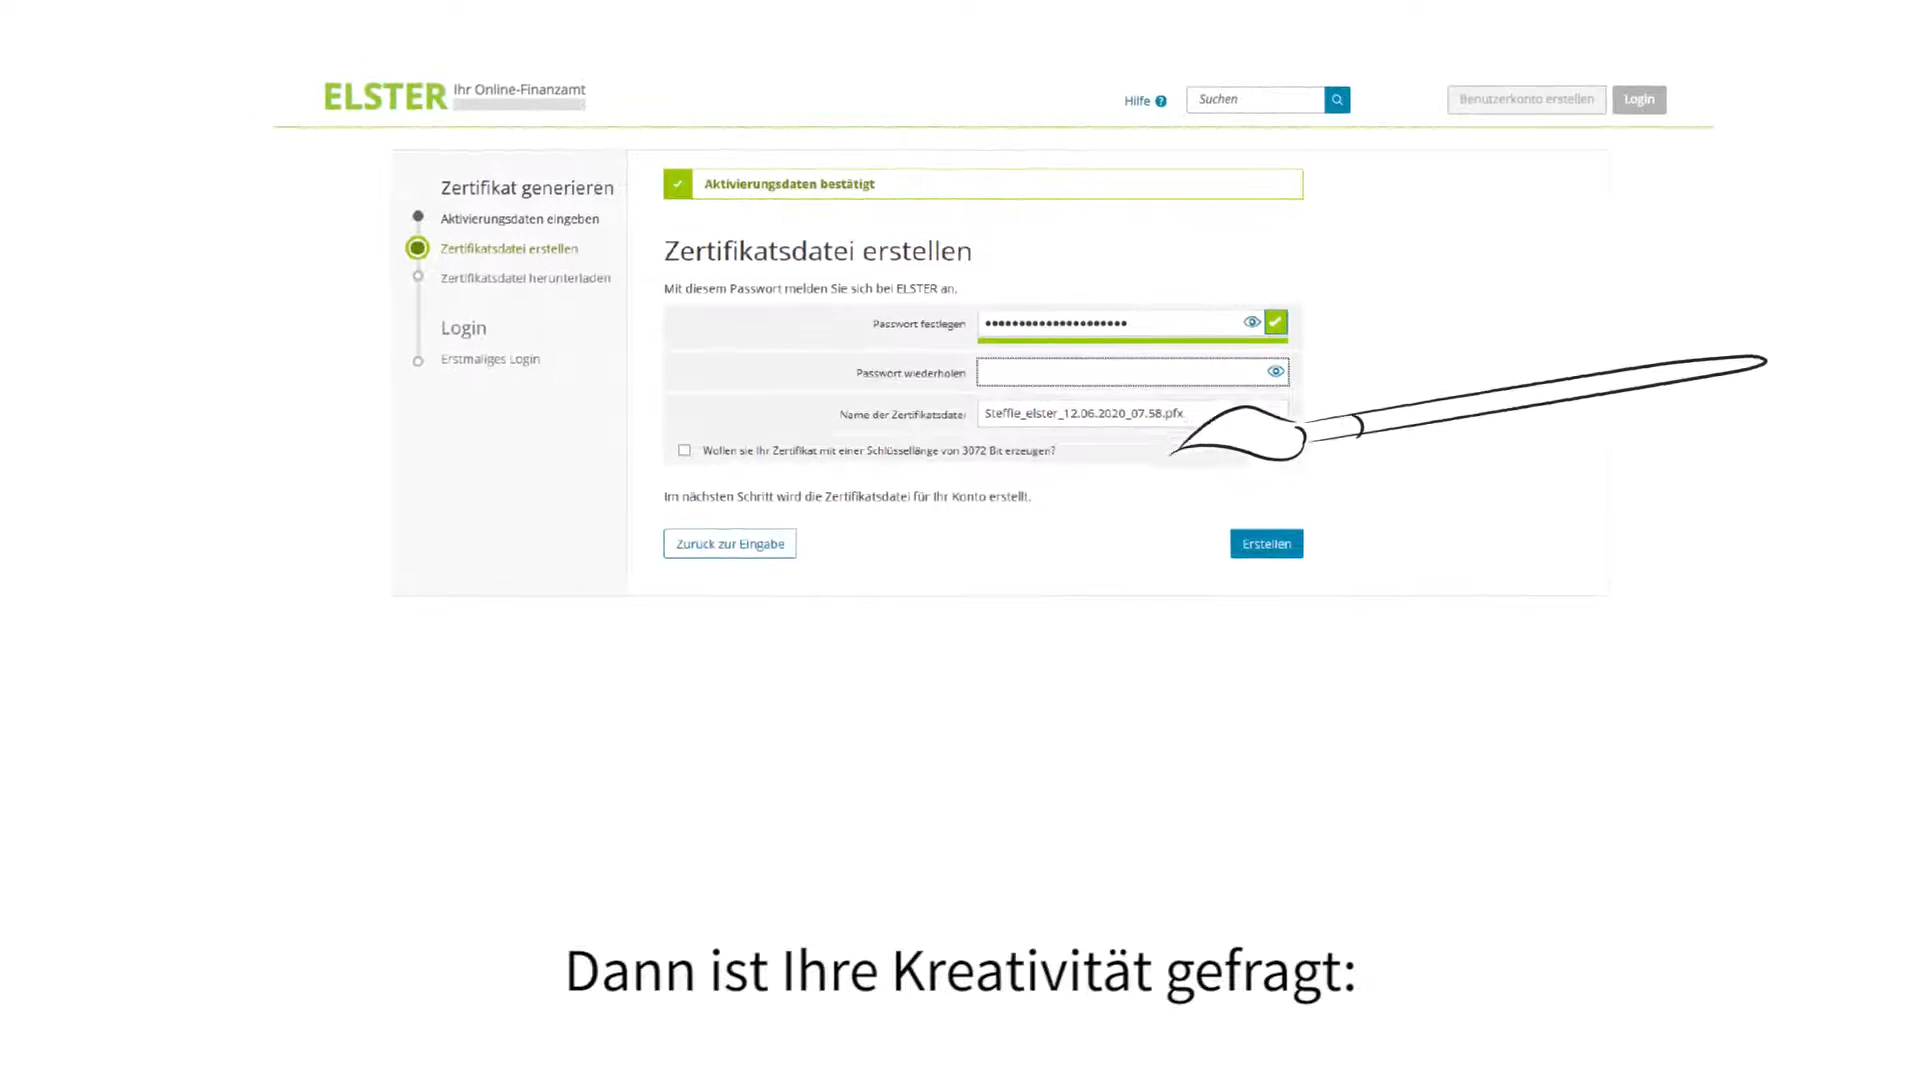 ELSTER Ihr Online-Finanzamt
Hilfe ?
Suchen
Benutzerkonto erstellen
Login
Zertifikat generieren
Aktivierungsdaten eingeben
Zertifikatsdatei erstellen
Zertifikatsdatei herunterladen
Login
Erstmaliges Login
Aktivierungsdaten bestätigt
Zertifikatsdatei erstellen
Mit diesem Passwort melden Sie sich bei ELSTER an.
Passwort festlegen •••••••••••••••••••••
Passwort wiederholen
Name der Zertifikatsdatei Steffie_elster_12.06.2020_07.58.pfx
Wollen sie Ihr Zertifikat mit einer Schlüssellänge von 3072 Bit erzeugen?
Im nächsten Schritt wird die Zertifikatsdatei für Ihr Konto erstellt.
Zurück zur Eingabe
Erstellen
Dann ist Ihre Kreativität gefragt: